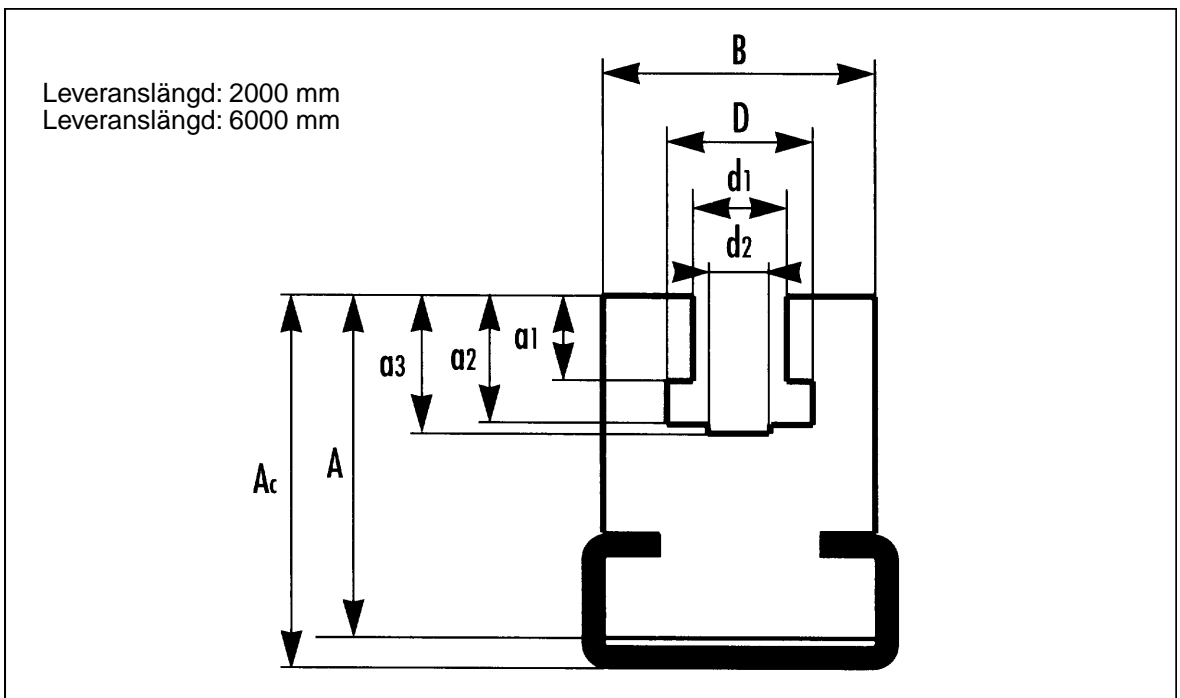 Leveranslängd: 2000 mm
Leveranslängd: 6000 mm
B
D
d1
d2
a1
a2
a3
A
Ac